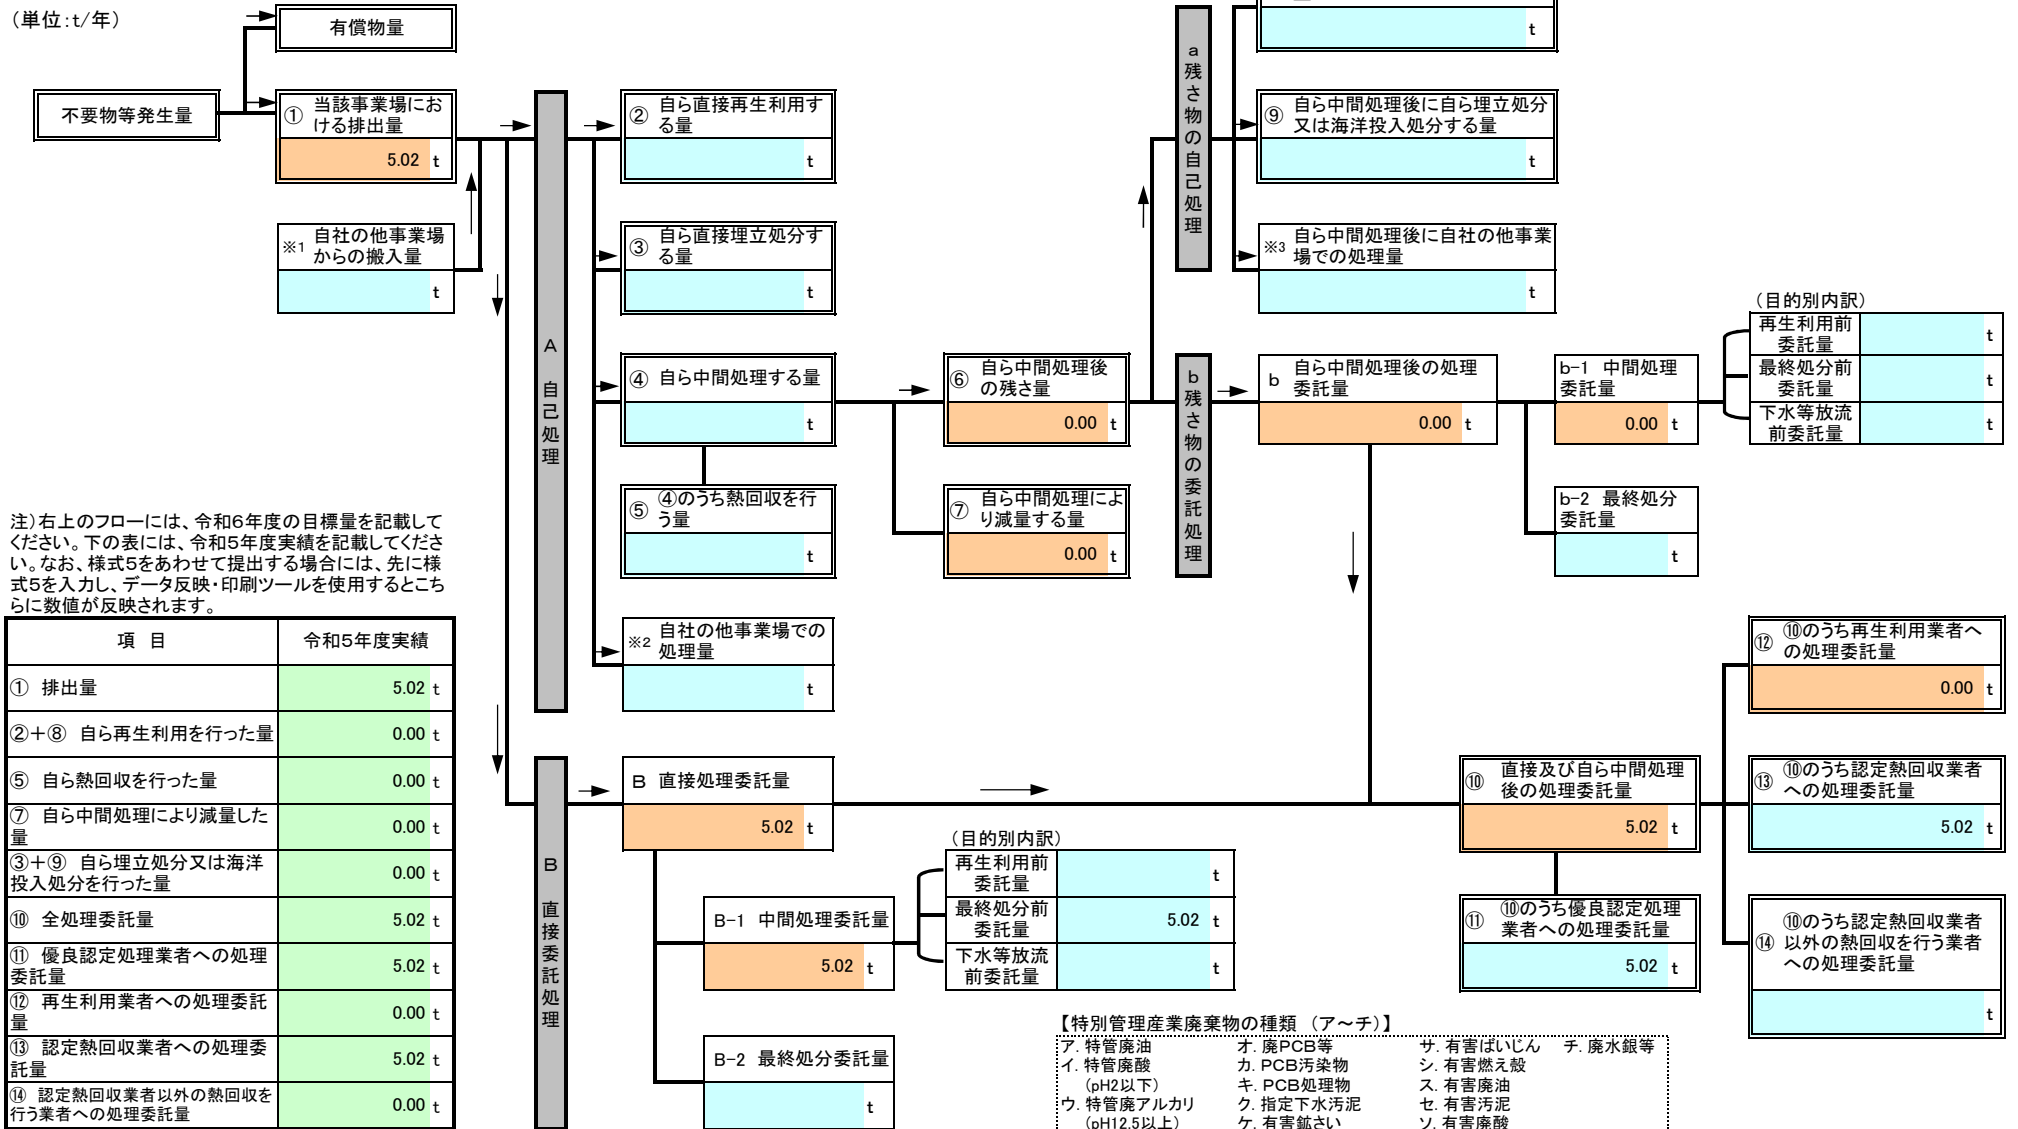 （単位：t/年）
有償物量
不要物等発生量
① 当該事業場にお
ける排出量
5.02 t
※1 自社の他事業場
からの搬入量
t
A 自己処理
② 自ら直接再生利用す
る量
t
③ 自ら直接埋立処分す
る量
t
④ 自ら中間処理する量
t
⑤ ④のうち熱回収を行
う量
t
※2 自社の他事業場での
処理量
t
⑥ 自ら中間処理後
の残さ量
0.00 t
⑦ 自ら中間処理によ
り減量する量
0.00 t
a 残さ物の自己処理
t
⑨ 自ら中間処理後に自ら埋立処分
又は海洋投入処分する量
t
※3 自ら中間処理後に自社の他事業
場での処理量
t
b 残さ物の委託処理
b 自ら中間処理後の処理
委託量
0.00 t
b-1 中間処理
委託量
0.00 t
（目的別内訳）
再生利用前
委託量
t
最終処分前
委託量
t
下水等放流
前委託量
t
b-2 最終処分
委託量
t
注）右上のフローには、令和6年度の目標量を記載して
ください。下の表には、令和5年度実績を記載してくださ
い。なお、様式5をあわせて提出する場合には、先に様
式5を入力し、データ反映・印刷ツールを使用するとこち
らに数値が反映されます。
項 目 令和5年度実績
① 排出量 5.02 t
②＋⑧ 自ら再生利用を行った量 0.00 t
⑤ 自ら熱回収を行った量 0.00 t
⑦ 自ら中間処理により減量した
量 0.00 t
③＋⑨ 自ら埋立処分又は海洋
投入処分を行った量 0.00 t
⑩ 全処理委託量 5.02 t
⑪ 優良認定処理業者への処理
委託量 5.02 t
⑫ 再生利用業者への処理委託
量 0.00 t
⑬ 認定熱回収業者への処理委
託量 5.02 t
⑭ 認定熱回収業者以外の熱回収を
行う業者への処理委託量 0.00 t
B 直接委託処理
B 直接処理委託量
5.02 t
B-1 中間処理委託量
5.02 t
（目的別内訳）
再生利用前
委託量
t
最終処分前
委託量
5.02 t
下水等放流
前委託量
t
B-2 最終処分委託量
t
⑩ 直接及び自ら中間処理
後の処理委託量
5.02 t
⑪ ⑩のうち優良認定処理
業者への処理委託量
5.02 t
⑫ ⑩のうち再生利用業者へ
の処理委託量
0.00 t
⑬ ⑩のうち認定熱回収業者
への処理委託量
5.02 t
⑭ ⑩のうち認定熱回収業者
以外の熱回収を行う業者
への処理委託量
t
【特別管理産業廃棄物の種類 （ア～チ）】
ア. 特管廃油 オ. 廃PCB等 サ. 有害ばいじん チ. 廃水銀等
イ. 特管廃酸 カ. PCB汚染物 シ. 有害燃え殻
（pH2以下） キ. PCB処理物 ス. 有害廃油
ウ. 特管廃アルカリ ク. 指定下水汚泥 セ. 有害汚泥
（pH12.5以上） ケ. 有害鉱さい ソ. 有害廃酸